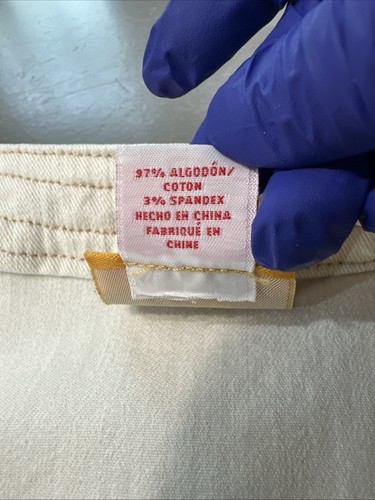 97% ALGODÓN/
COTON
3% SPANDEX
HECHO EN CHINA
FABRIQUÉ EN
CHINE